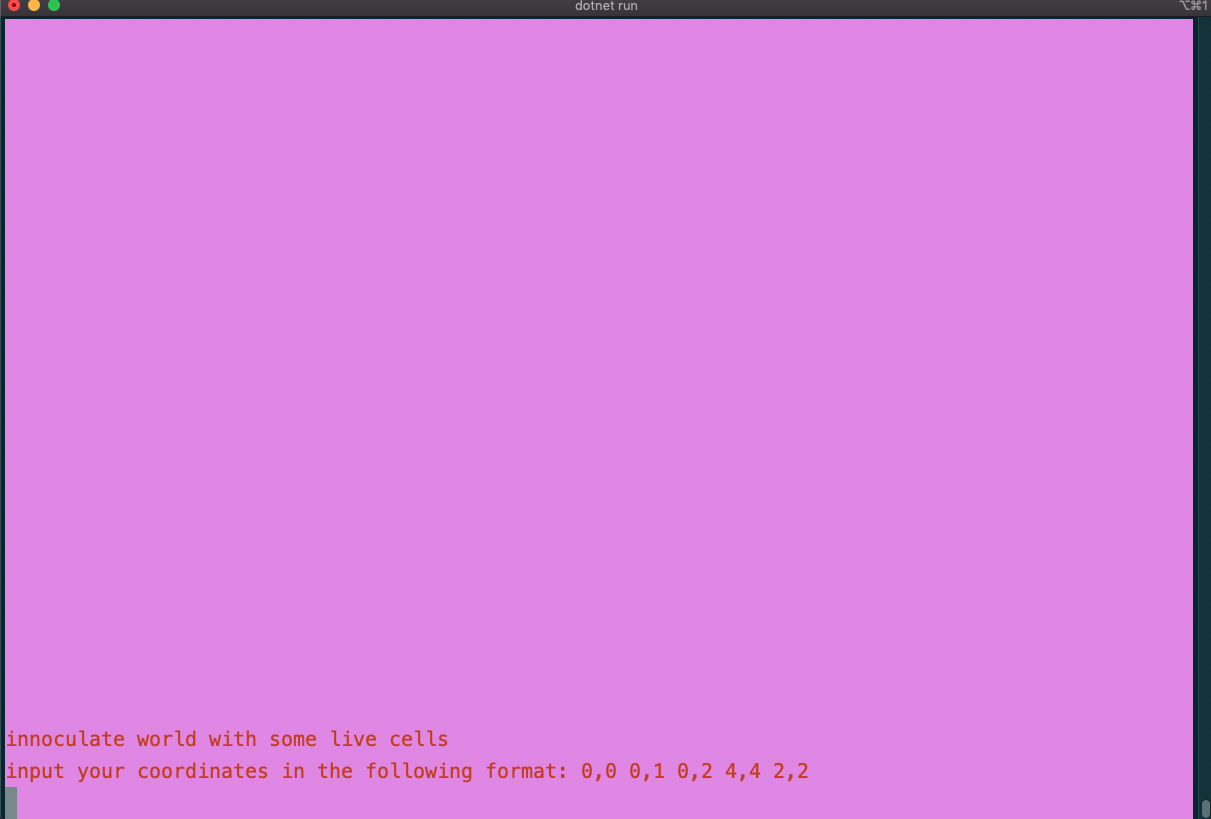 dotnet run
⌥⌘1
innoculate world with some live cells
input your coordinates in the following format: 0,0 0,1 0,2 4,4 2,2